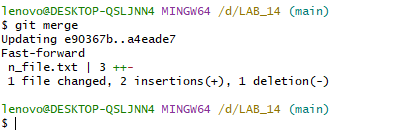 lenovo@DESKTOP-QSLJNN4 MINGW64 /d/LAB_14 (main)
$ git merge
Updating e90367b..a4eade7
Fast-forward
 n_file.txt | 3 ++-
 1 file changed, 2 insertions(+), 1 deletion(-)

lenovo@DESKTOP-QSLJNN4 MINGW64 /d/LAB_14 (main)
$